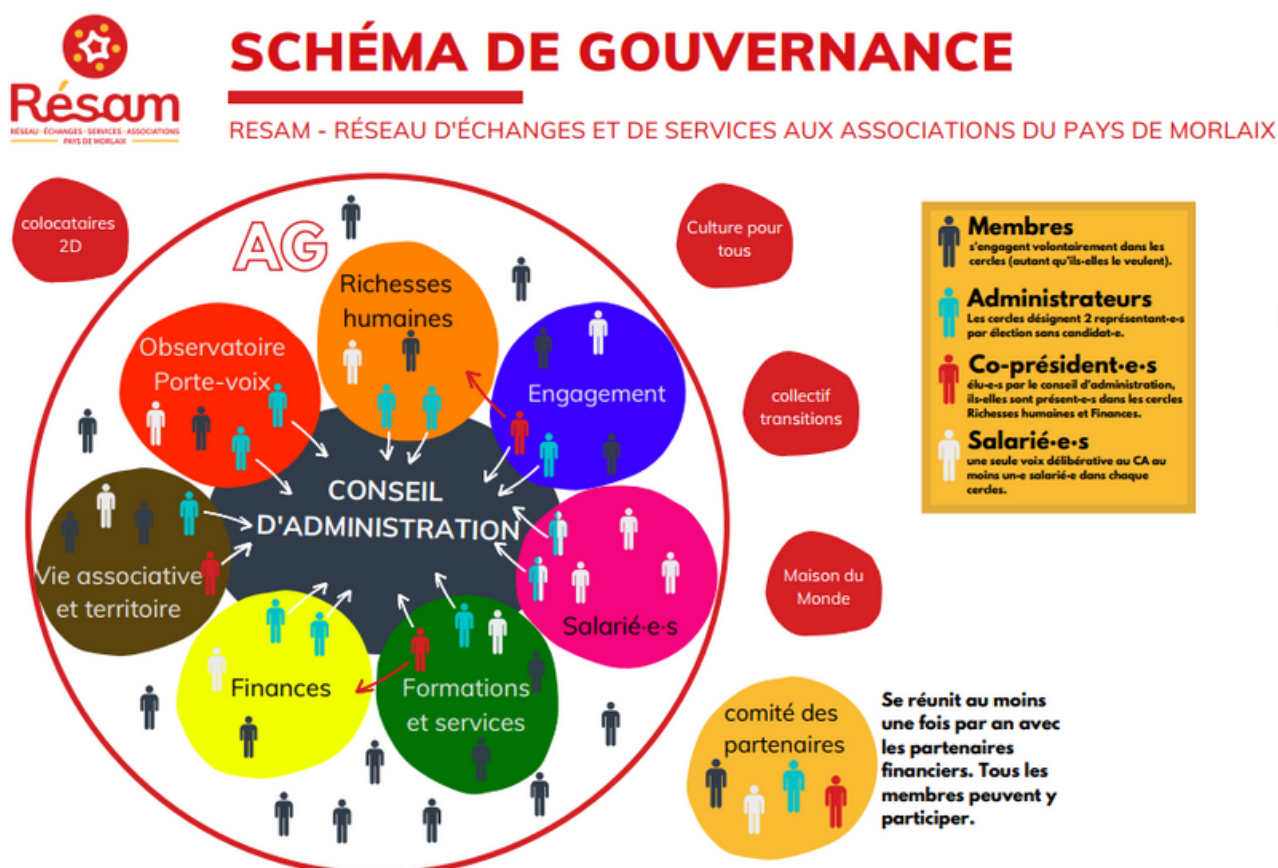 Résam
RÉSEAU - ÉCHANGES - SERVICES - ASSOCIATIONS
PAYS DE MORLAIX
SCHÉMA DE GOUVERNANCE
RESAM - RÉSEAU D'ÉCHANGES ET DE SERVICES AUX ASSOCIATIONS DU PAYS DE MORLAIX
colocataires
2D
AG
Richesses
humaines
Observatoire
Porte-voix
Engagement
CONSEIL
D'ADMINISTRATION
Vie associative
et territoire
Salarié·e·s
Finances
Formations
et services
Culture pour
tous
collectif
transitions
Maison du
Monde
comité des
partenaires
Se réunit au moins
une fois par an avec
les partenaires
financiers. Tous les
membres peuvent y
participer.
Membres
s'engagent volontairement dans les
cercles (autant qu'ils-elles le veulent).
Administrateurs
Les cercles désignent 2 représentant·e·s
par élection sans candidat·e.
Co-président·e·s
élu·e·s par le conseil d'administration,
ils-elles sont présent·e·s dans les cercles
Richesses humaines et Finances.
Salarié·e·s
une seule voix délibérative au CA au
moins un·e salarié·e dans chaque
cercles.